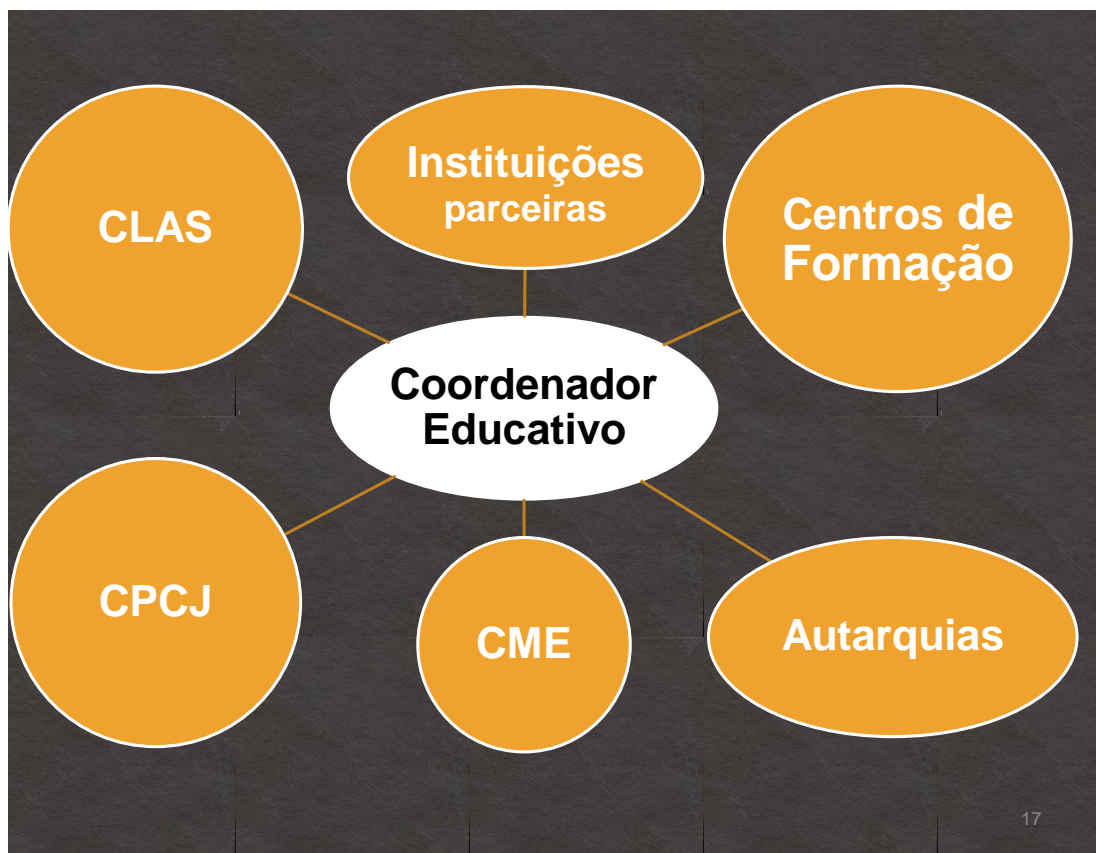 CLAS
Instituições
parceiras
Centros de
Formação
Coordenador
Educativo
CPCJ
CME
Autarquias
17